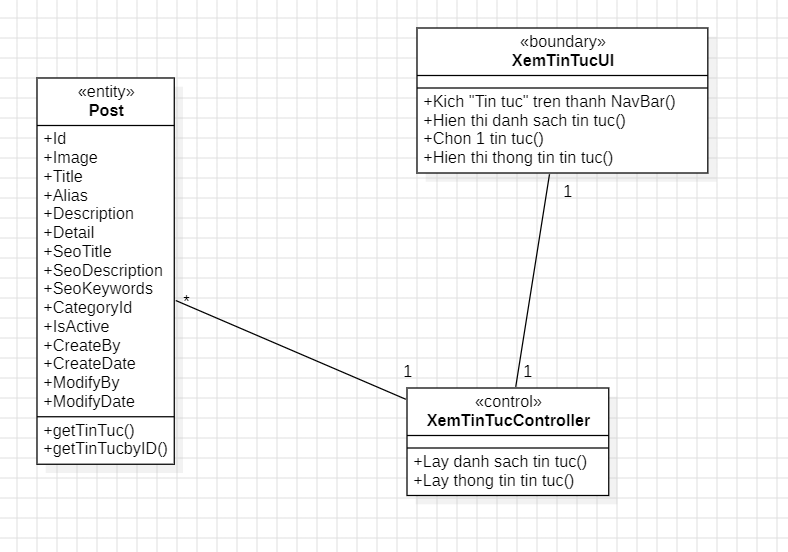 «boundary»
XemTinTucUI
+Kich "Tin tuc" tren thanh NavBar()
+Hien thi danh sach tin tuc()
+Chon 1 tin tuc()
+Hien thi thong tin tin tuc()
«entity»
Post
+Id
+Image
+Title
+Alias
+Description
+Detail
+SeoTitle
+SeoDescription
+SeoKeywords
+CategoryId
+IsActive
+CreateBy
+CreateDate
+ModifyBy
+ModifyDate
+getTinTuc()
+getTinTucbyID()
1
*
1
1
«control»
XemTinTucController
+Lay danh sach tin tuc()
+Lay thong tin tin tuc()